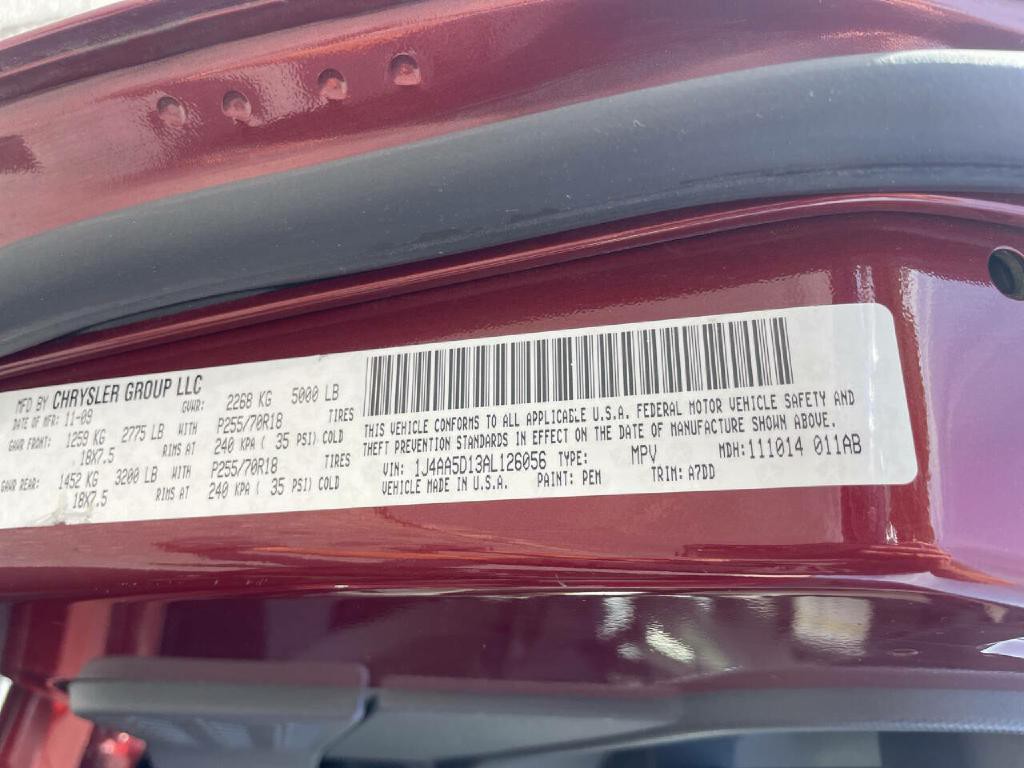 MFD BY CHRYSLER GROUP LLC
DATE OF MFR: 11-09 GVWR: 2268 KG 5000 LB
GAWR FRONT: 1259 KG 2775 LB WITH P255/70R18 TIRES
18X7.5 RIMS AT 240 KPA ( 35 PSI) COLD
GAWR REAR: 1452 KG 3200 LB WITH P255/70R18 TIRES
18X7.5 RIMS AT 240 KPA ( 35 PSI) COLD
THIS VEHICLE CONFORMS TO ALL APPLICABLE U.S.A. FEDERAL MOTOR VEHICLE SAFETY AND
THEFT PREVENTION STANDARDS IN EFFECT ON THE DATE OF MANUFACTURE SHOWN ABOVE.
VIN: 1J4AA5D13AL126056 TYPE: MPV MDH: 111014 011AB
VEHICLE MADE IN U.S.A. PAINT: PEM TRIM: A7DD